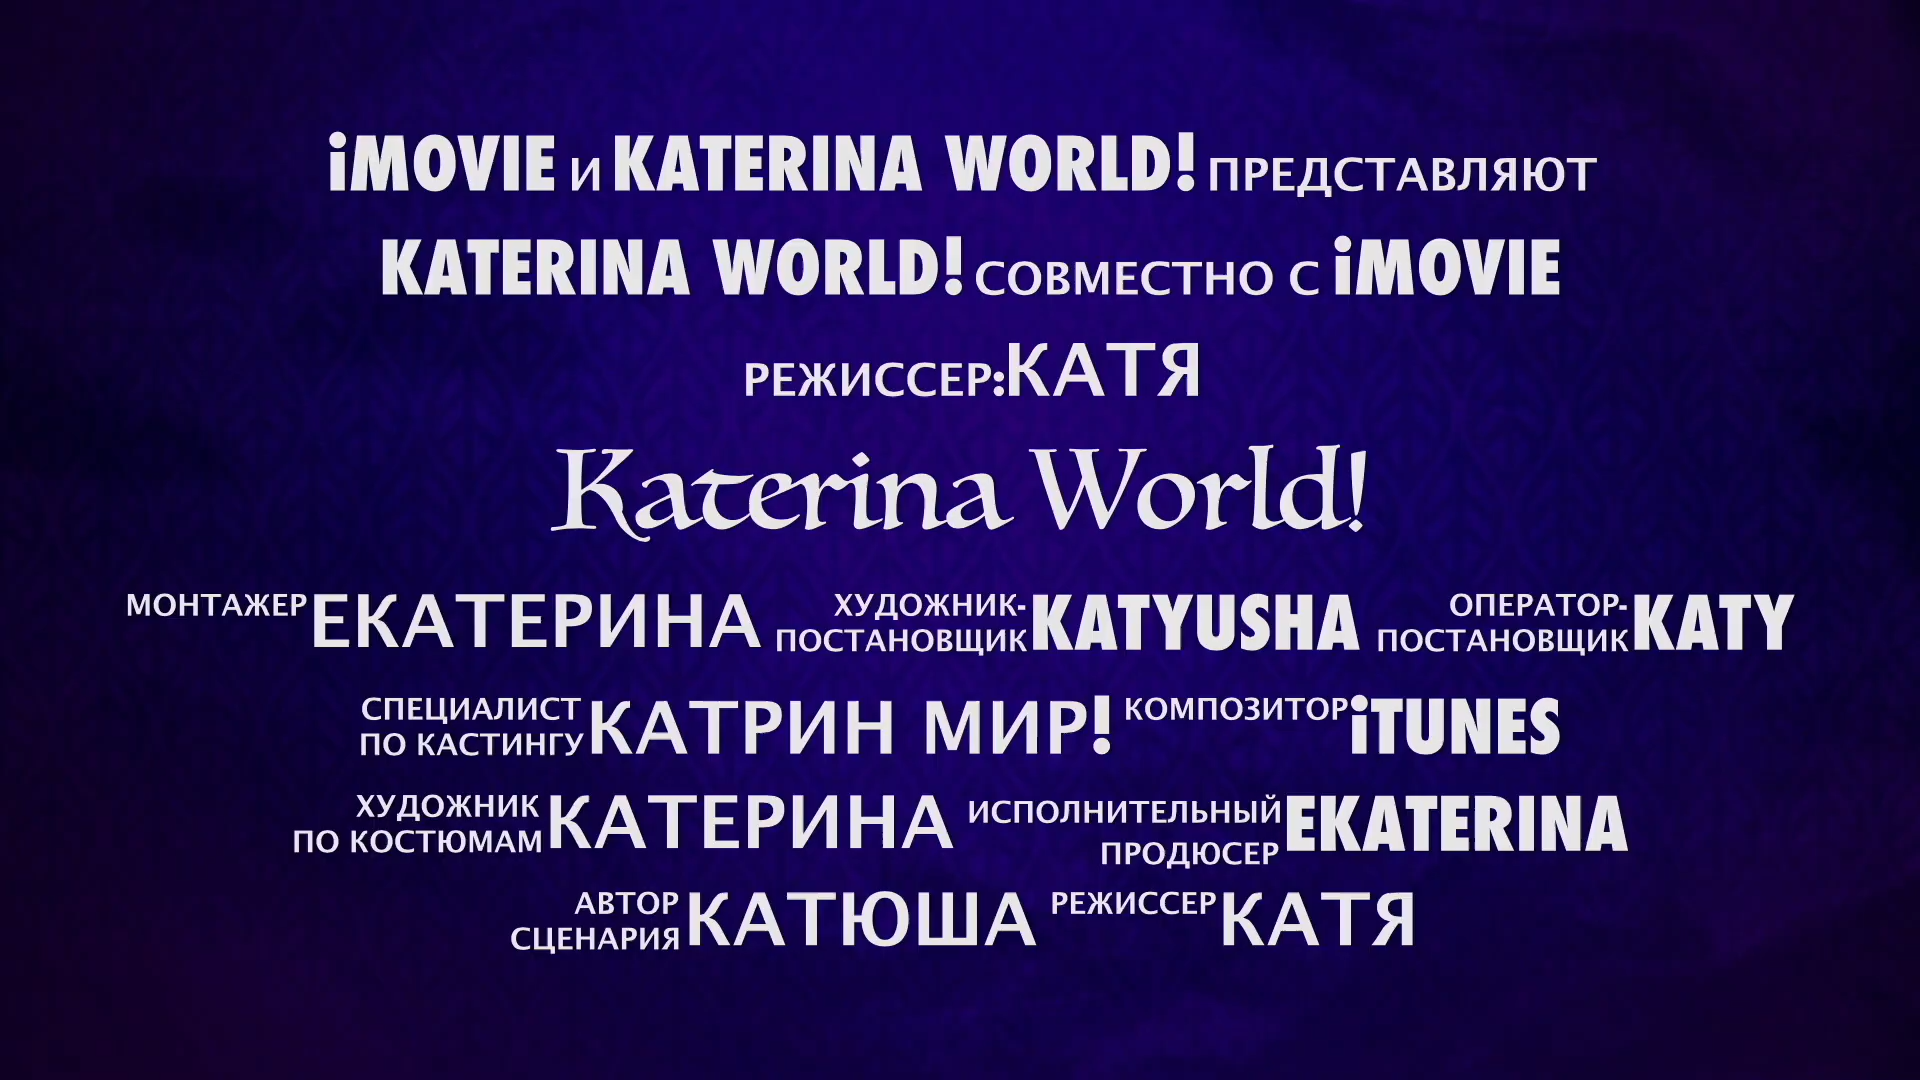 iMOVIE И KATERINA WORLD! ПРЕДСТАВЛЯЮТ
KATERINA WORLD! СОВМЕСТНО С iMOVIE
РЕЖИССЕР:КАТЯ
Katerina World!
МОНТАЖЕР ЕКАТЕРИНА ХУДОЖНИК-ПОСТАНОВЩИК KATYUSHA ОПЕРАТОР-ПОСТАНОВЩИК KATY
СПЕЦИАЛИСТ ПО КАСТИНГУ КАТРИН МИР! КОМПОЗИТОР iTUNES
ХУДОЖНИК ПО КОСТЮМАМ КАТЕРИНА ИСПОЛНИТЕЛЬНЫЙ ПРОДЮСЕР EKATERINA
АВТОР СЦЕНАРИЯ КАТЮША РЕЖИССЕР КАТЯ